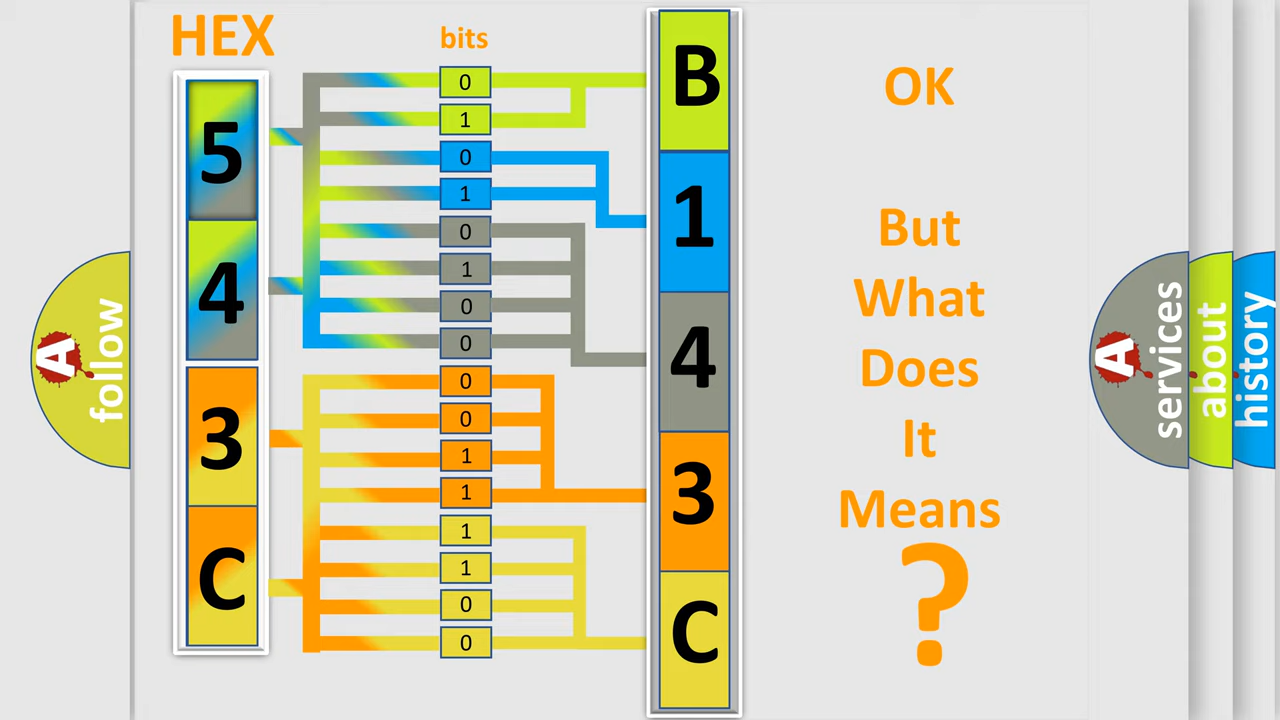 HEX
bits
5
4
3
C
0
1
0
1
0
1
0
0
0
0
1
1
1
1
0
0
B
1
4
3
C
OK
But
What
Does
It
Means
?
A
follow
A
services
about
history